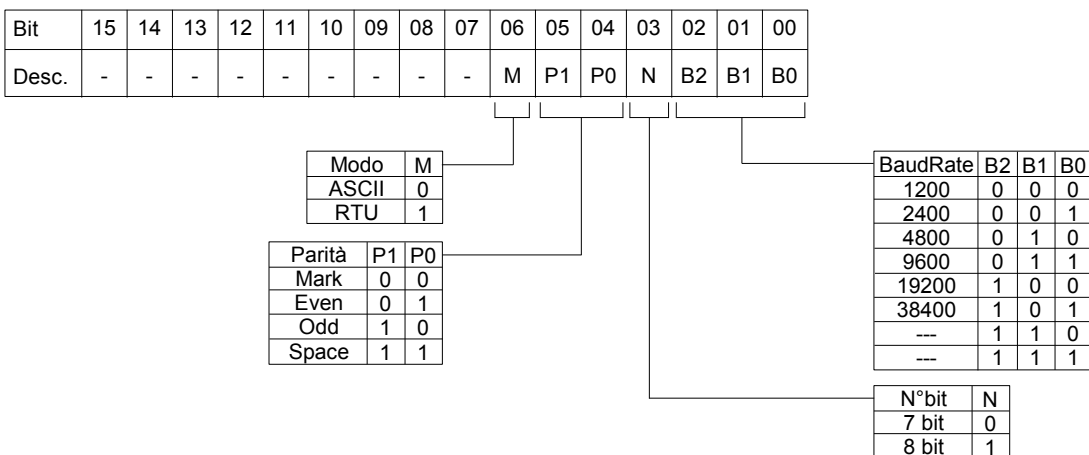 Bit 15 14 13 12 11 10 09 08 07 06 05 04 03 02 01 00
Desc. - - - - - - - - - M P1 P0 N B2 B1 B0
Modo M
ASCII 0
RTU 1
Parità P1 P0
Mark 0 0
Even 0 1
Odd 1 0
Space 1 1
BaudRate B2 B1 B0
1200 0 0 0
2400 0 0 1
4800 0 1 0
9600 0 1 1
19200 1 0 0
38400 1 0 1
--- 1 1 0
--- 1 1 1
N°bit N
7 bit 0
8 bit 1